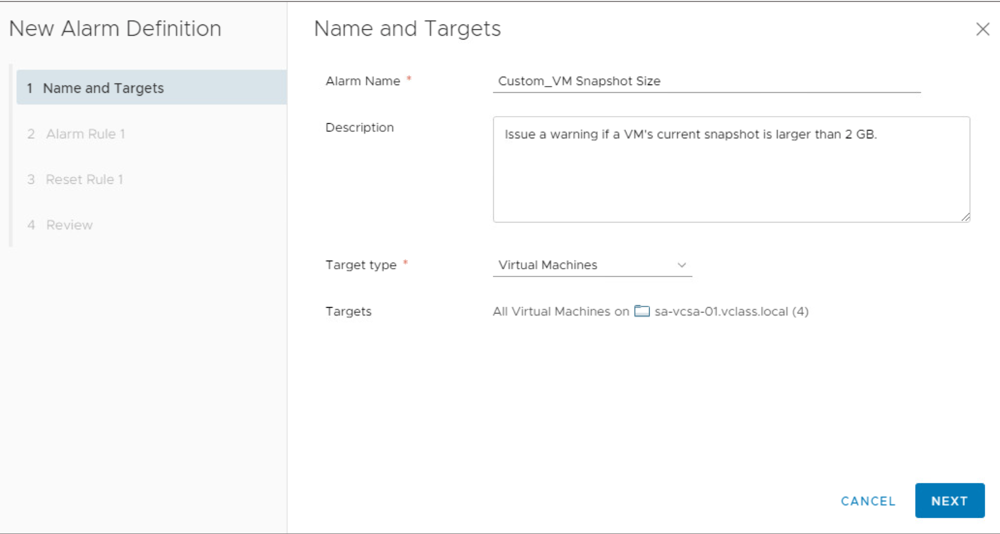 New Alarm Definition
1 Name and Targets
2 Alarm Rule 1
3 Reset Rule 1
4 Review
Name and Targets
Alarm Name *
Custom_VM Snapshot Size
Description
Issue a warning if a VM's current snapshot is larger than 2 GB.
Target type *
Virtual Machines
Targets
All Virtual Machines on sa-vcsa-01.vclass.local (4)
CANCEL
NEXT